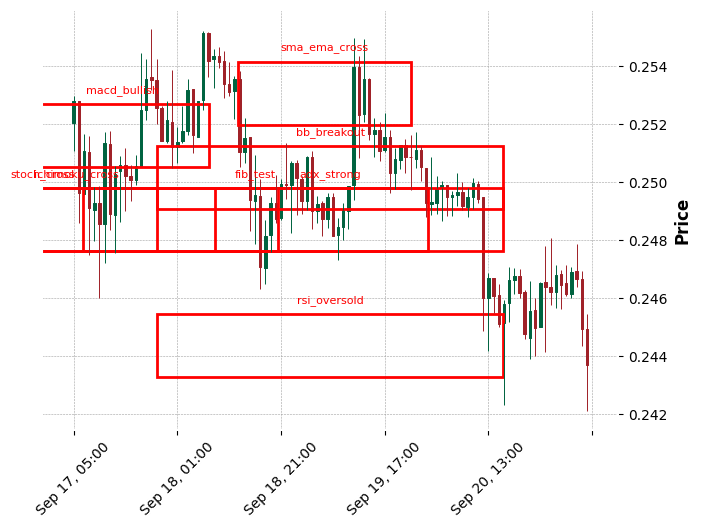 sma_ema_cross
macd_bullish
bb_breakout
stoch_cross
ichimoku_cross
fib_test
adx_strong
rsi_oversold
0.254
0.252
0.250
0.248
0.246
0.244
0.242
Price
Sep 17, 05:00
Sep 18, 01:00
Sep 18, 21:00
Sep 19, 17:00
Sep 20, 13:00